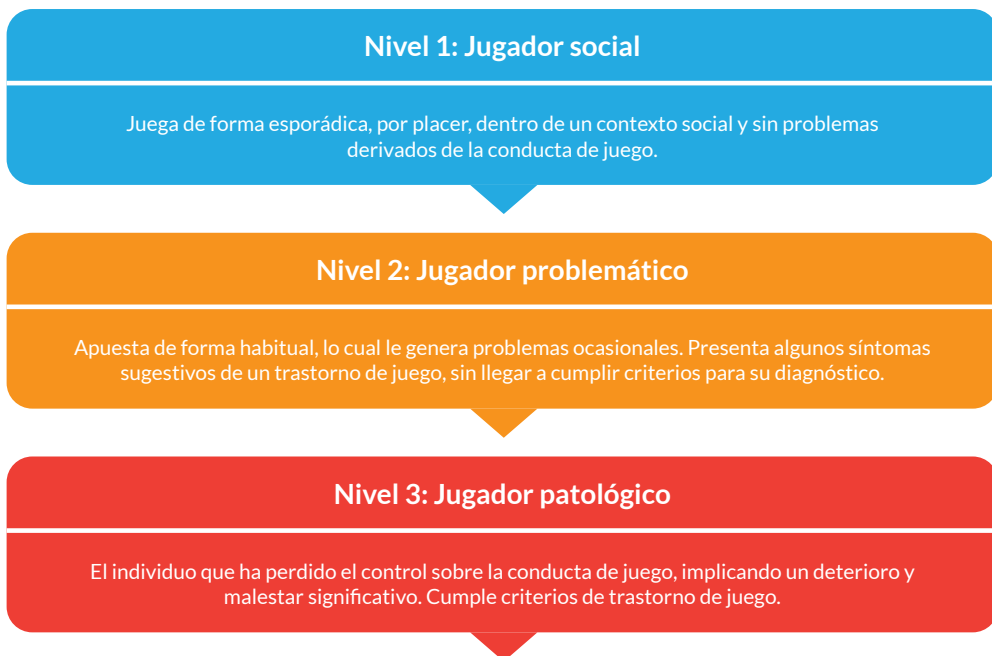 Nivel 1: Jugador social
Juega de forma esporádica, por placer, dentro de un contexto social y sin problemas
derivados de la conducta de juego.
Nivel 2: Jugador problemático
Apuesta de forma habitual, lo cual le genera problemas ocasionales. Presenta algunos síntomas
sugestivos de un trastorno de juego, sin llegar a cumplir criterios para su diagnóstico.
Nivel 3: Jugador patológico
El individuo que ha perdido el control sobre la conducta de juego, implicando un deterioro y
malestar significativo. Cumple criterios de trastorno de juego.